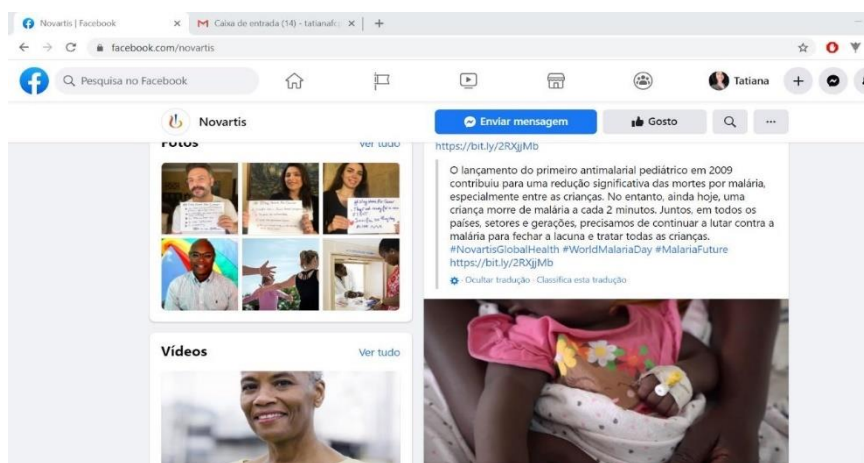 Novartis | Facebook
Caixa de entrada (14) - tatianafc
facebook.com/novartis
Pesquisa no Facebook
Tatiana
Novartis
Enviar mensagem
Gosto
Fotos
Ver tudo
Vídeos
Ver tudo
https://bit.ly/2RXjjMb
O lançamento do primeiro antimalarial pediátrico em 2009
contribuiu para uma redução significativa das mortes por malária,
especialmente entre as crianças. No entanto, ainda hoje, uma
criança morre de malária a cada 2 minutos. Juntos, em todos os
países, setores e gerações, precisamos de continuar a lutar contra a
malária para fechar a lacuna e tratar todas as crianças.
#NovartisGlobalHealth #WorldMalariaDay #MalariaFuture
https://bit.ly/2RXjjMb
Ocultar tradução · Classifica esta tradução